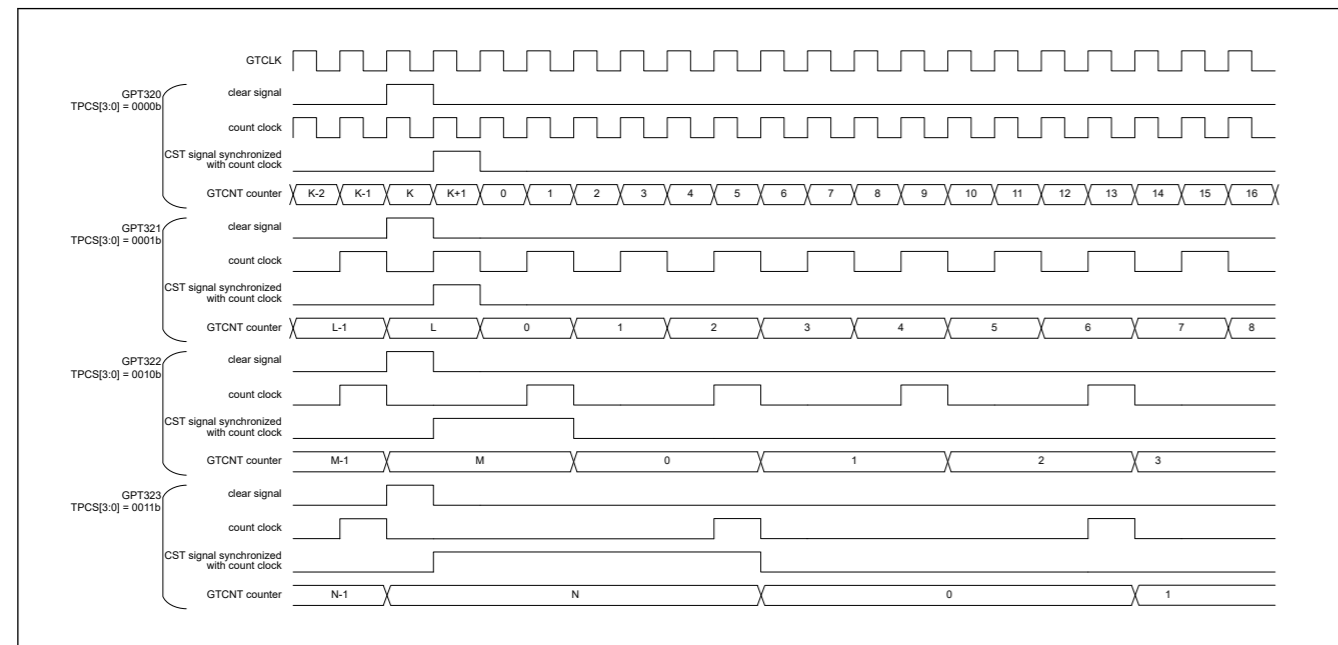 GTCLK
GPT320
TPCS[3:0] = 0000b
clear signal
count clock
CST signal synchronized
with count clock
GTCNT counter
K-2 K-1 K K+1 0 1 2 3 4 5 6 7 8 9 10 11 12 13 14 15 16
GPT321
TPCS[3:0] = 0001b
clear signal
count clock
CST signal synchronized
with count clock
GTCNT counter
L-1 L 0 1 2 3 4 5 6 7 8
GPT322
TPCS[3:0] = 0010b
clear signal
count clock
CST signal synchronized
with count clock
GTCNT counter
M-1 M 0 1 2 3
GPT323
TPCS[3:0] = 0011b
clear signal
count clock
CST signal synchronized
with count clock
GTCNT counter
N-1 N 0 1